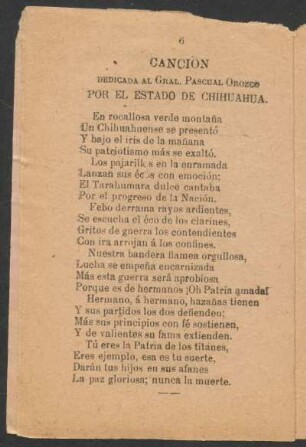 6
CANCION
DEDICADA AL GRAL. PASCUAL OROZCO
POR EL ESTADO DE CHIHUAHUA.
En rocallosa verde montaña
Un Chihuahuense se presentó
Y bajo el iris de la mañana
Su patriotismo más se exaltó.
Los pajarillos en la enramada
Lanzan sus écos con emoción;
El Tarahumara dulce cantaba
Por el progreso de la Nación.
Febo derrama rayos ardientes,
Se escucha el éco de los clarines,
Gritos de guerra los contendientes
Con ira arrojan á los confines.
Nuestra bandera flamea orgullosa,
Lucha se empeña encarnizada
Más esta guerra será aprobiosa
Porque es de hermanos ¡Oh Patria amada!
Hermano, á hermano, hazañas tienen
Y sus partidos los dos defienden;
Más sus principios con fé sostienen,
Y de valientes su fama extienden.
Tú eres la Patria de los titánes,
Eres ejemplo, esa es tu suerte,
Darán tus hijos en sus afanes
La paz gloriosa; nunca la muerte.